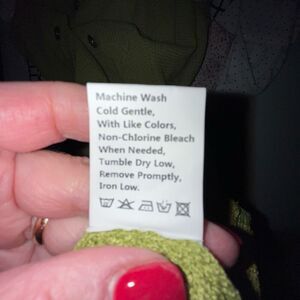 Machine Wash
Cold Gentle,
With Like Colors,
Non-Chlorine Bleach
When Needed,
Tumble Dry Low,
Remove Promptly,
Iron Low.